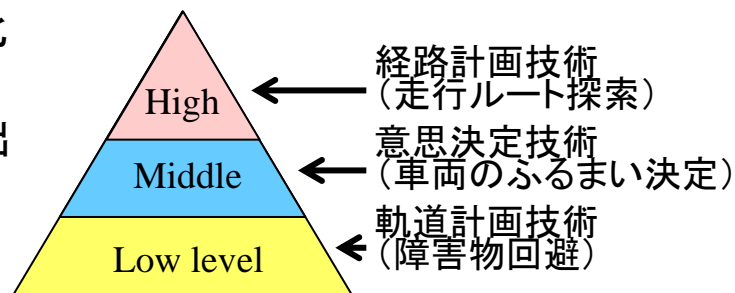 High
経路計画技術
(走行ルート探索)
Middle
意思決定技術
(車両のふるまい決定)
Low level
軌道計画技術
(障害物回避)